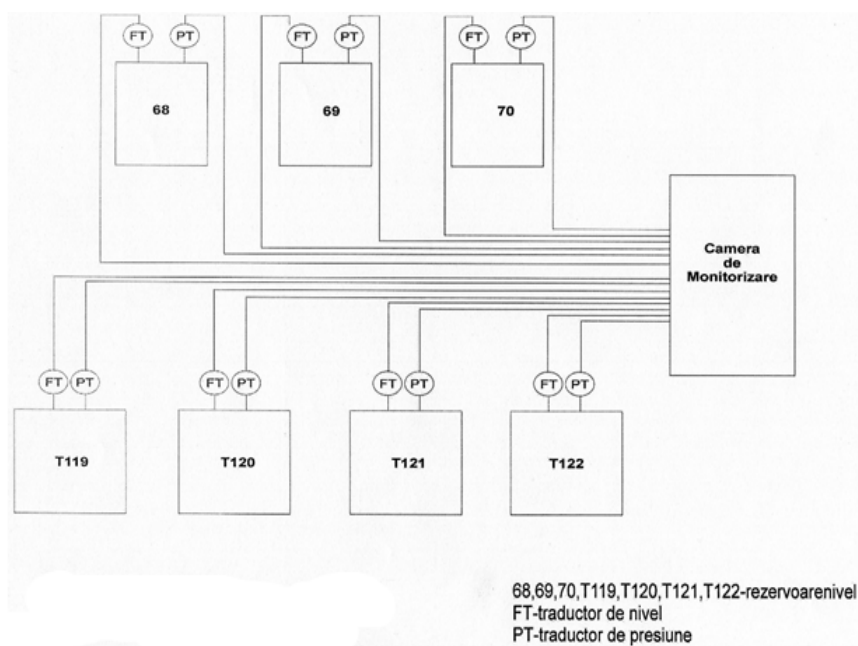 FT PT FT PT FT PT
68 69 70
Camera
de
Monitorizare
FT PT FT PT FT PT FT PT
T119 T120 T121 T122
68,69,70,T119,T120,T121,T122-rezervoarenivel
FT-traductor de nivel
PT-traductor de presiune